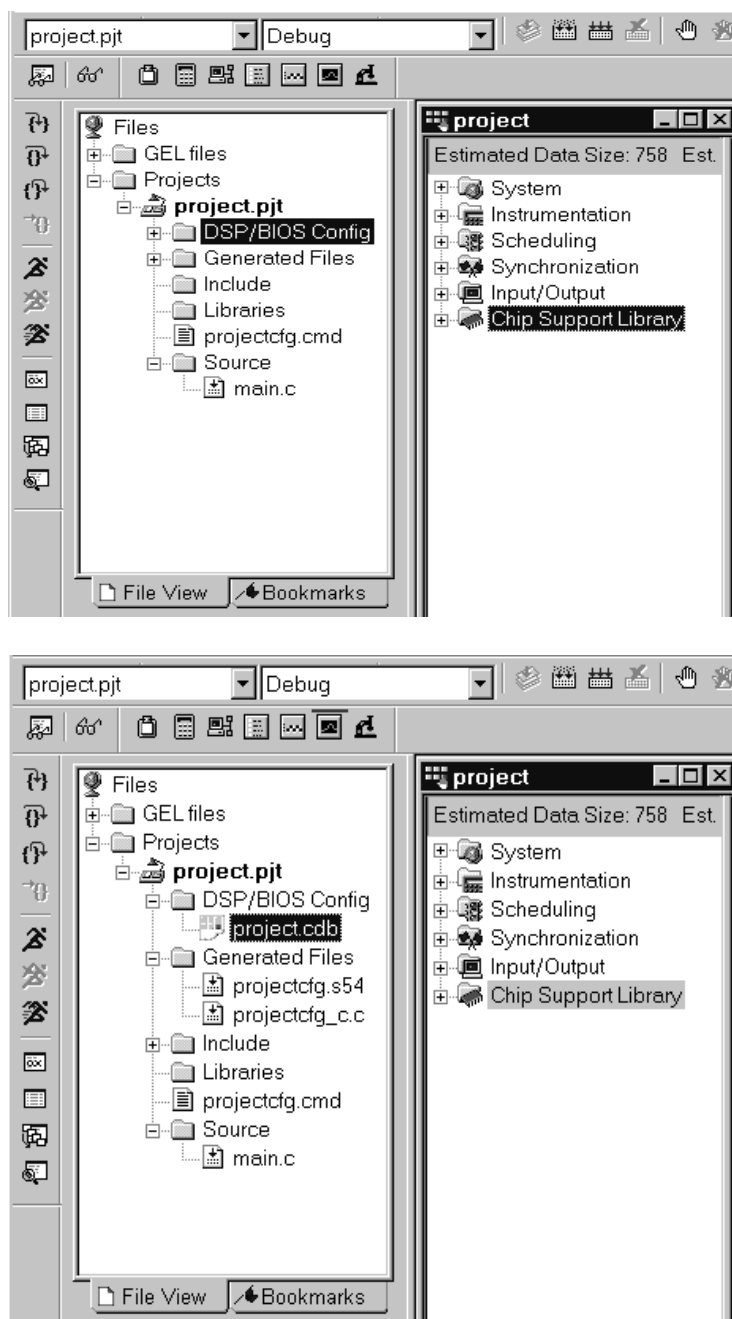 project.pjt
Debug
Files
GEL files
Projects
project.pjt
DSP/BIOS Config
Generated Files
Include
Libraries
projectcfg.cmd
Source
main.c
File View
Bookmarks
project
Estimated Data Size: 758 Est.
System
Instrumentation
Scheduling
Synchronization
Input/Output
Chip Support Library
project.pjt
Debug
Files
GEL files
Projects
project.pjt
DSP/BIOS Config
project.cdb
Generated Files
projectcfg.s54
projectcfg_c.c
Include
Libraries
projectcfg.cmd
Source
main.c
File View
Bookmarks
project
Estimated Data Size: 758 Est.
System
Instrumentation
Scheduling
Synchronization
Input/Output
Chip Support Library